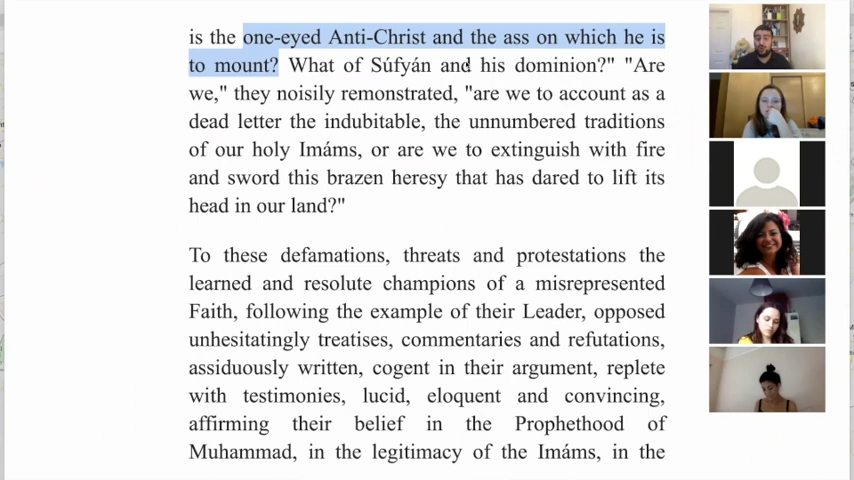 is the one-eyed Anti-Christ and the ass on which he is
to mount? What of Súfyán and his dominion?" "Are
we," they noisily remonstrated, "are we to account as a
dead letter the indubitable, the unnumbered traditions
of our holy Imáms, or are we to extinguish with fire
and sword this brazen heresy that has dared to lift its
head in our land?"
To these defamations, threats and protestations the
learned and resolute champions of a misrepresented
Faith, following the example of their Leader, opposed
unhesitatingly treatises, commentaries and refutations,
assiduously written, cogent in their argument, replete
with testimonies, lucid, eloquent and convincing,
affirming their belief in the Prophethood of
Muhammad, in the legitimacy of the Imáms, in the